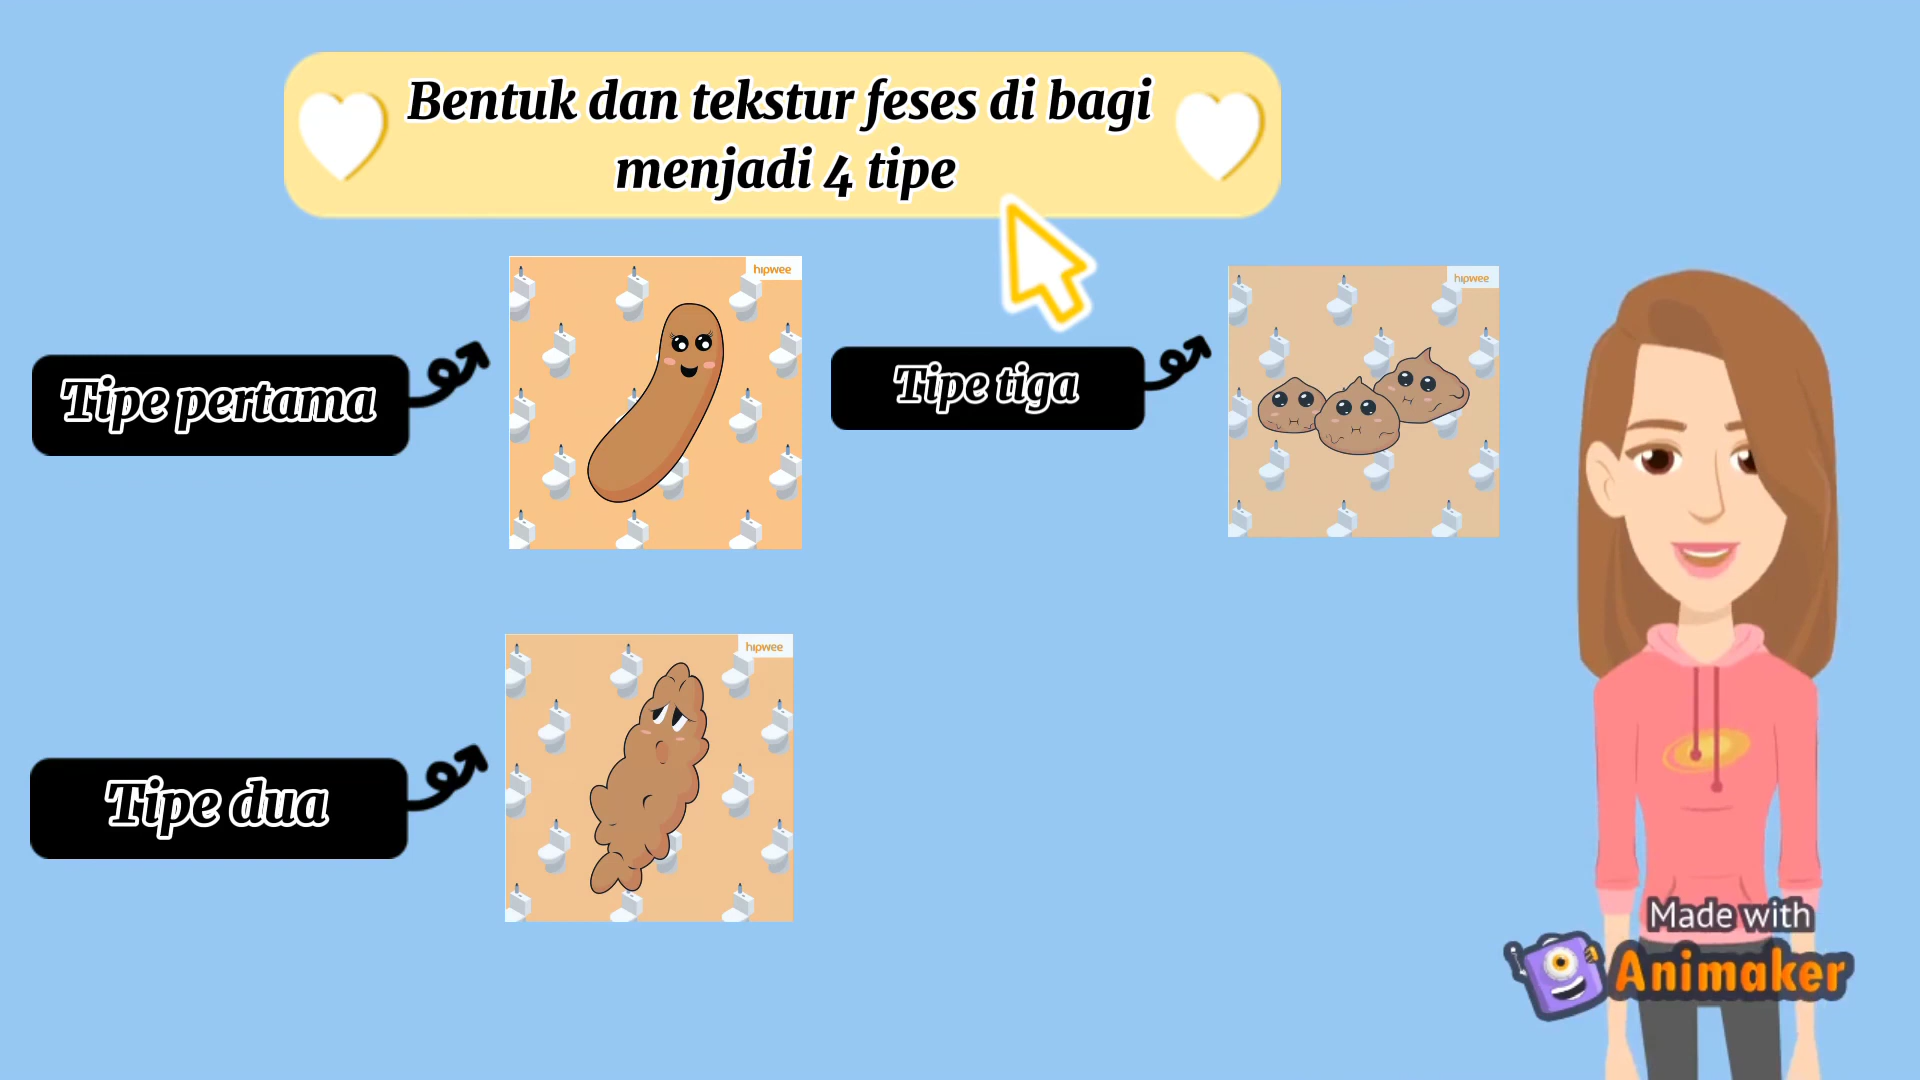 Bentuk dan tekstur feses di bagi
menjadi 4 tipe
hipwee
Tipe pertama
hipwee
Tipe tiga
hipwee
Tipe dua
Made with
Animaker